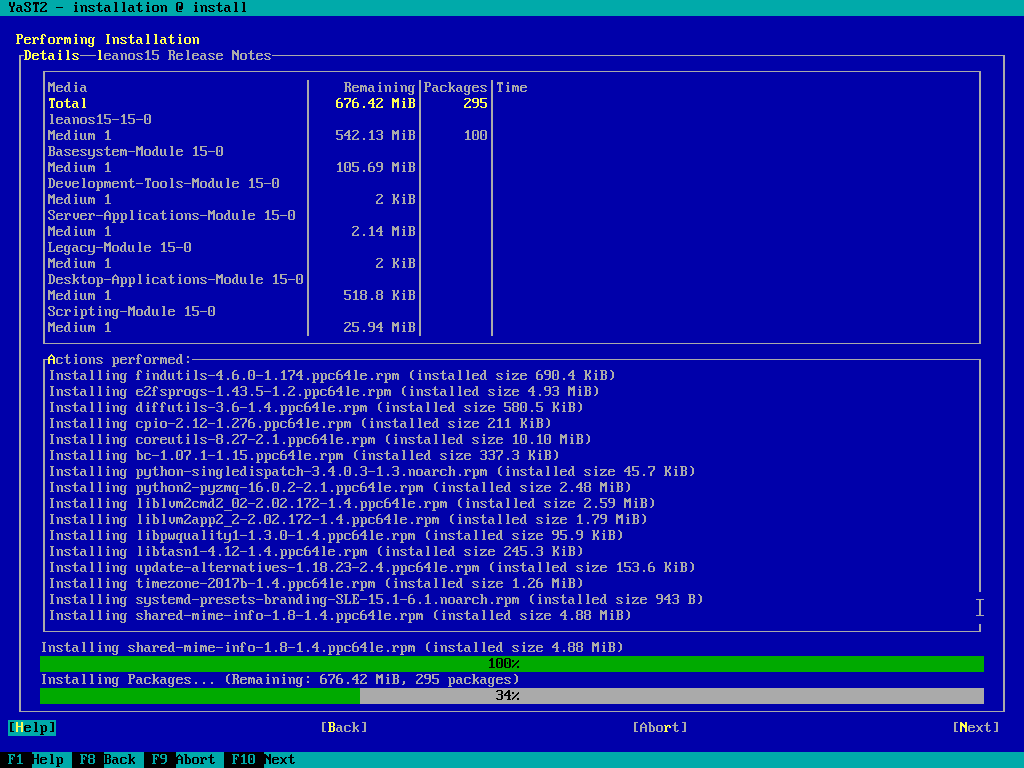 YaST2 - installation @ install
Performing Installation
Details leanos15 Release Notes
Media Remaining Packages Time
Total 676.42 MiB 295
leanos15-15-0
Medium 1 542.13 MiB 100
Basesystem-Module 15-0
Medium 1 105.69 MiB
Development-Tools-Module 15-0
Medium 1 2 KiB
Server-Applications-Module 15-0
Medium 1 2.14 MiB
Legacy-Module 15-0
Medium 1 2 KiB
Desktop-Applications-Module 15-0
Medium 1 518.8 KiB
Scripting-Module 15-0
Medium 1 25.94 MiB
Actions performed:
Installing findutils-4.6.0-1.174.ppc64le.rpm (installed size 690.4 KiB)
Installing e2fsprogs-1.43.5-1.2.ppc64le.rpm (installed size 4.93 MiB)
Installing diffutils-3.6-1.4.ppc64le.rpm (installed size 580.5 KiB)
Installing cpio-2.12-1.276.ppc64le.rpm (installed size 211 KiB)
Installing coreutils-8.27-2.1.ppc64le.rpm (installed size 10.10 MiB)
Installing bc-1.07.1-1.15.ppc64le.rpm (installed size 337.3 KiB)
Installing python-singledispatch-3.4.0.3-1.3.noarch.rpm (installed size 45.7 KiB)
Installing python2-pyzmq-16.0.2-2.1.ppc64le.rpm (installed size 2.48 MiB)
Installing liblvm2cmd2_02-2.02.172-1.4.ppc64le.rpm (installed size 2.59 MiB)
Installing liblvm2app2_2-2.02.172-1.4.ppc64le.rpm (installed size 1.79 MiB)
Installing libpwquality1-1.3.0-1.4.ppc64le.rpm (installed size 95.9 KiB)
Installing libtasn1-4.12-1.4.ppc64le.rpm (installed size 245.3 KiB)
Installing update-alternatives-1.18.23-2.4.ppc64le.rpm (installed size 153.6 KiB)
Installing timezone-2017b-1.4.ppc64le.rpm (installed size 1.26 MiB)
Installing systemd-presets-branding-SLE-15.1-6.1.noarch.rpm (installed size 943 B)
Installing shared-mime-info-1.8-1.4.ppc64le.rpm (installed size 4.88 MiB)
Installing shared-mime-info-1.8-1.4.ppc64le.rpm (installed size 4.88 MiB)
100%
Installing Packages... (Remaining: 676.42 MiB, 295 packages)
34%
[Help] [Back] [Abort] [Next]
F1 Help F8 Back F9 Abort F10 Next